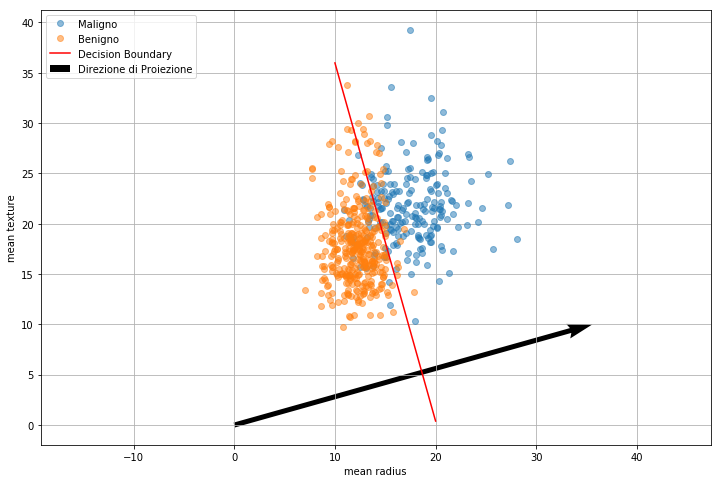 40
35
30
25
20
15
10
5
0
mean texture
Maligno
Benigno
Decision Boundary
Direzione di Proiezione
−10
0
10
20
30
40
mean radius